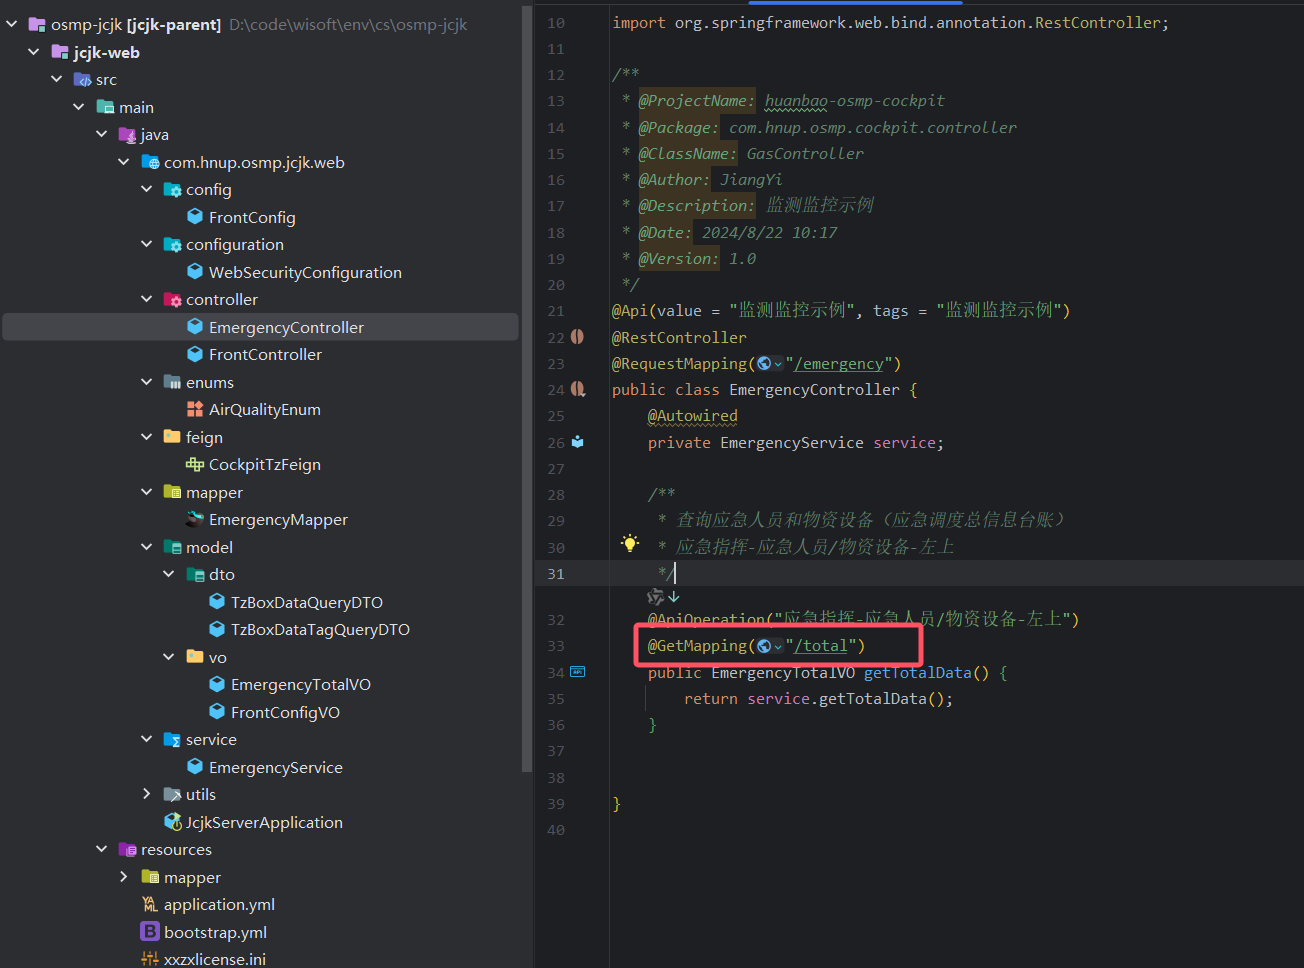 osmp-jcjk [jcjk-parent] D:\code\wisoft\env\cs\osmp-jcjk
jcjk-web
src
main
java
com.hnup.osmp.jcjk.web
config
FrontConfig
configuration
WebSecurityConfiguration
controller
EmergencyController
FrontController
enums
AirQualityEnum
feign
CockpitTzFeign
mapper
EmergencyMapper
model
dto
TzBoxDataQueryDTO
TzBoxDataTagQueryDTO
vo
EmergencyTotalVO
FrontConfigVO
service
EmergencyService
utils
JcjkServerApplication
resources
mapper
application.yml
bootstrap.yml
xxzxlicense.ini
10 import org.springframework.web.bind.annotation.RestController;
11
12 /**
13 * @ProjectName: huanbao-osmp-cockpit
14 * @Package: com.hnup.osmp.cockpit.controller
15 * @ClassName: GasController
16 * @Author: JiangYi
17 * @Description: 监测监控示例
18 * @Date: 2024/8/22 10:17
19 * @Version: 1.0
20 */
21 @Api(value = "监测监控示例", tags = "监测监控示例")
22 @RestController
23 @RequestMapping("/emergency")
24 public class EmergencyController {
25 @Autowired
26 private EmergencyService service;
27
28 /**
29 * 查询应急人员和物资设备（应急调度总信息台账）
30 * 应急指挥-应急人员/物资设备-左上
31 */
32 @ApiOperation("应急指挥-应急人员/物资设备-左上")
33 @GetMapping("/total")
34 public EmergencyTotalVO getTotalData() {
35 return service.getTotalData();
36 }
37
38
39 }
40